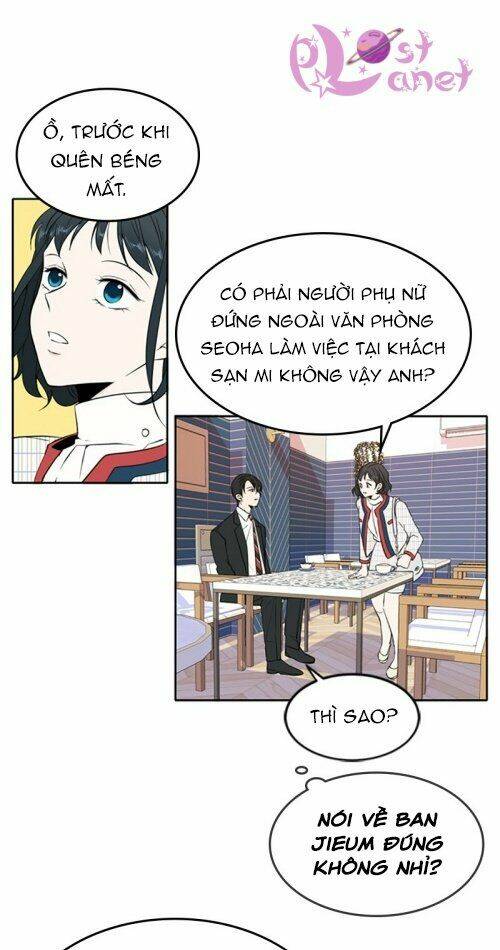 Lost
Planet
Ồ, TRƯỚC KHI
QUÊN BÉNG
MẤT.
CÓ PHẢI NGƯỜI PHỤ NỮ
ĐỨNG NGOÀI VĂN PHÒNG
SEOHA LÀM VIỆC TẠI KHÁCH
SẠN MI KHÔNG VẬY ANH?
THÌ SAO?
NÓI VỀ BAN
JIEUM ĐÚNG
KHÔNG NHỈ?